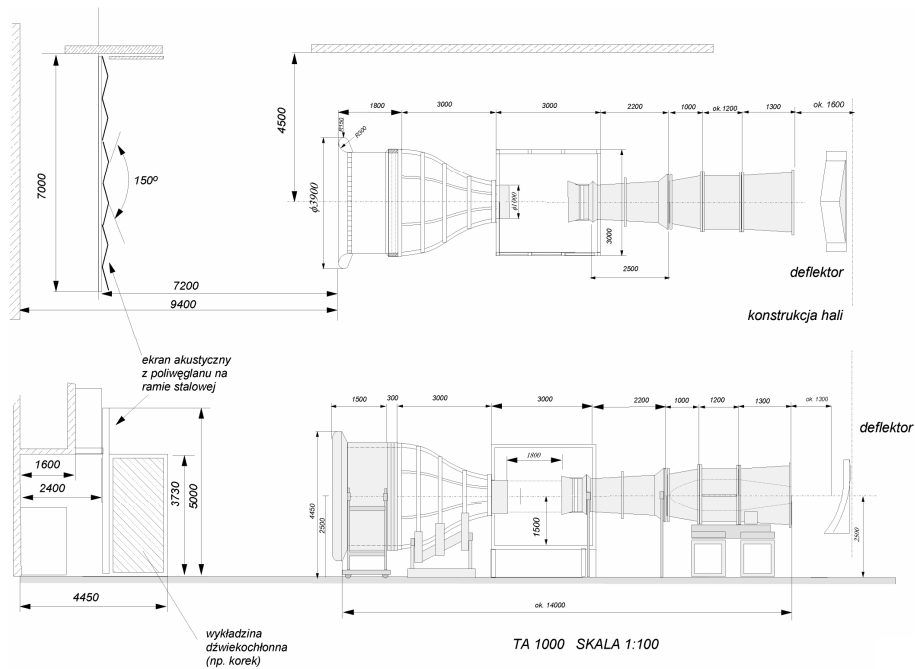 1800
3000
3000
2200
1000
ok.1200
1300
ok. 1600
4500
R150
R500
7000
150º
ϕ3900
ϕ1000
3000
2500
deflektor
7200
9400
konstrukcja hali
ekran akustyczny
z poliwęglanu na
ramie stalowej
1500
300
3000
3000
2200
1000
1200
1300
ok. 1300
deflektor
1600
2400
3730
5000
4450
2500
1800
1500
2500
4450
ok. 14000
wykładzina
dźwiekochłonna
(np. korek)
TA 1000 SKALA 1:100